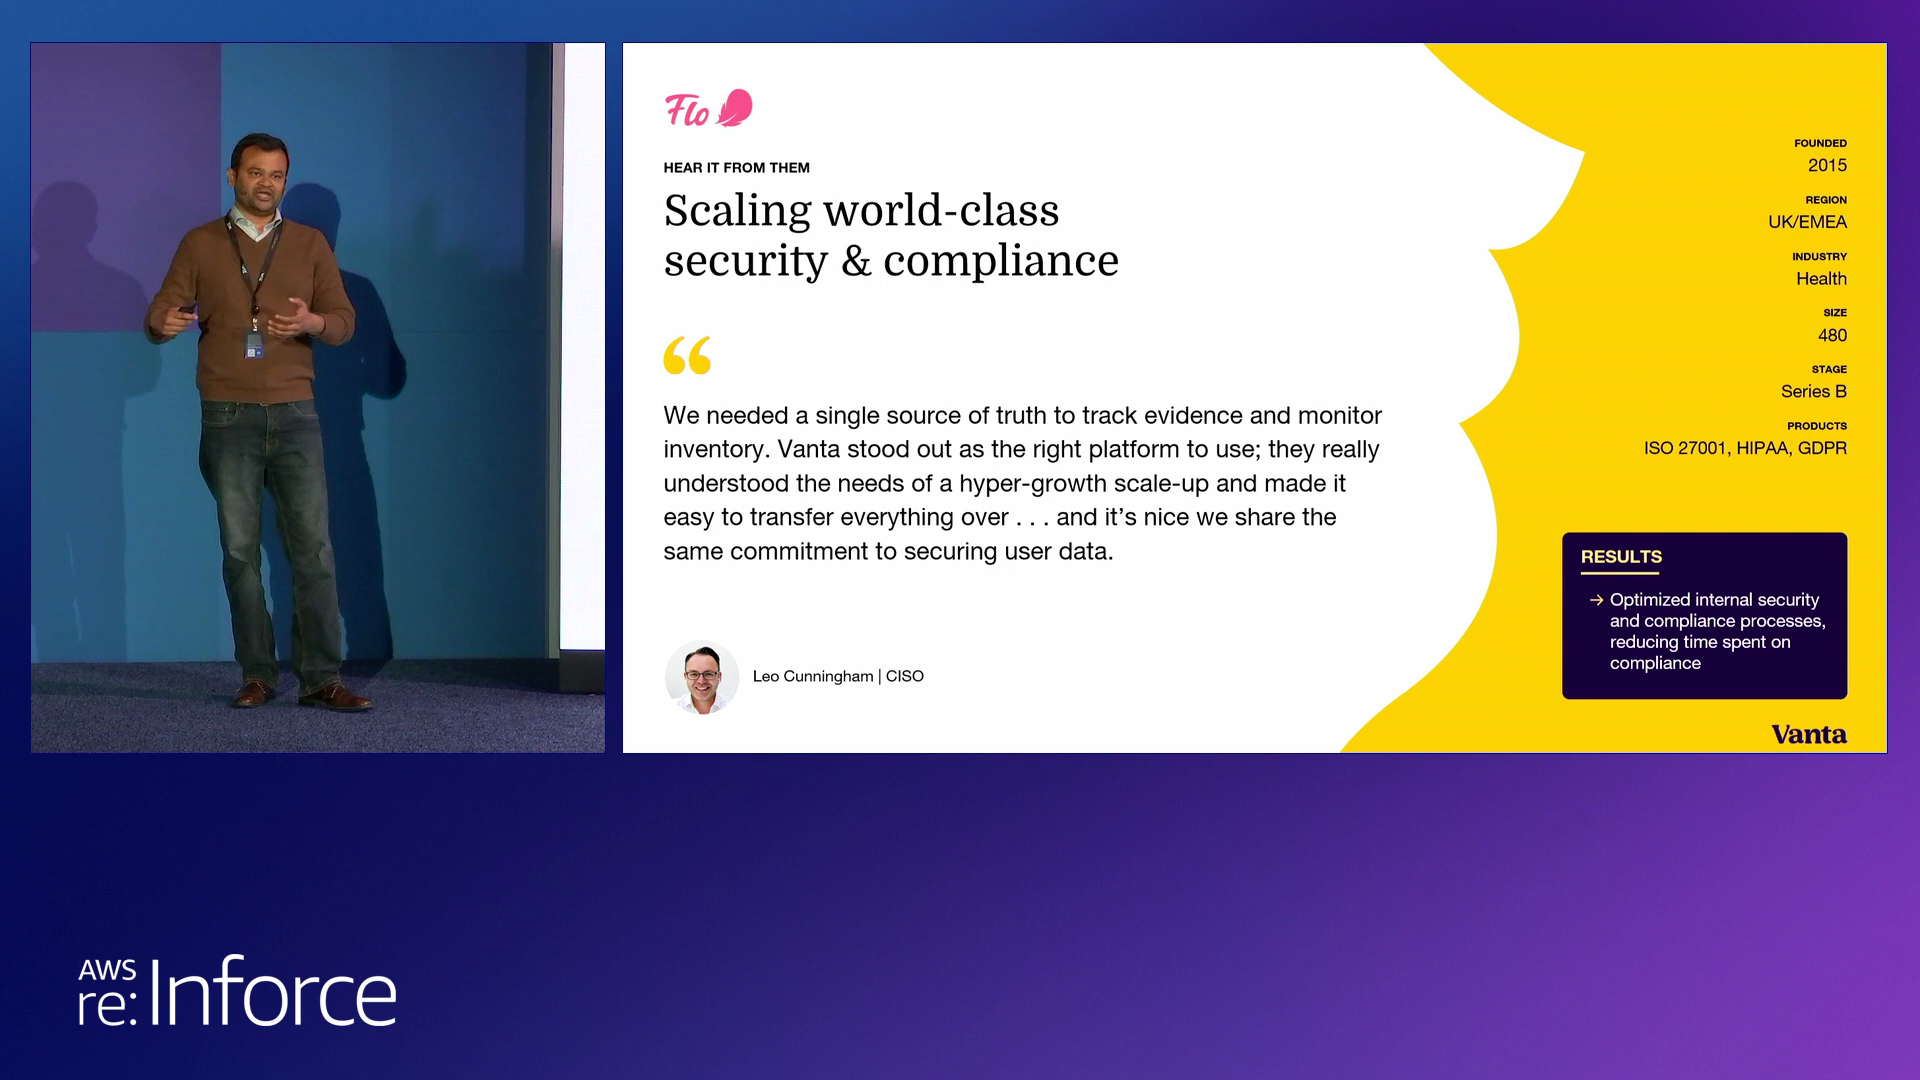 Flo
HEAR IT FROM THEM
Scaling world-class
security & compliance
“
We needed a single source of truth to track evidence and monitor
inventory. Vanta stood out as the right platform to use; they really
understood the needs of a hyper-growth scale-up and made it
easy to transfer everything over . . . and it’s nice we share the
same commitment to securing user data.
Leo Cunningham | CISO
FOUNDED
2015
REGION
UK/EMEA
INDUSTRY
Health
SIZE
480
STAGE
Series B
PRODUCTS
ISO 27001, HIPAA, GDPR
RESULTS
→ Optimized internal security
and compliance processes,
reducing time spent on
compliance
Vanta
AWS
re:Inforce